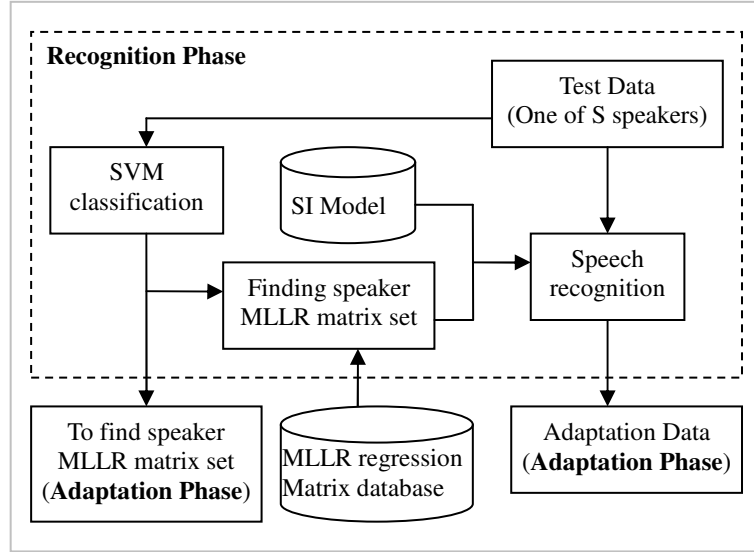 Recognition Phase
Test Data
(One of S speakers)
SVM
classification
SI Model
Finding speaker
MLLR matrix set
Speech
recognition
To find speaker
MLLR matrix set
(Adaptation Phase)
MLLR regression
Matrix database
Adaptation Data
(Adaptation Phase)